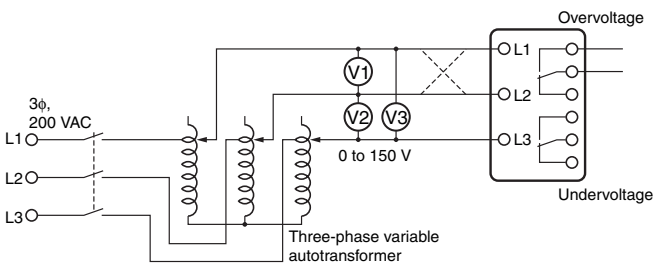 Overvoltage
L1
V1
3ϕ,
200 VAC
L2
V2
V3
L1
L3
0 to 150 V
L2
Undervoltage
L3
Three-phase variable
autotransformer